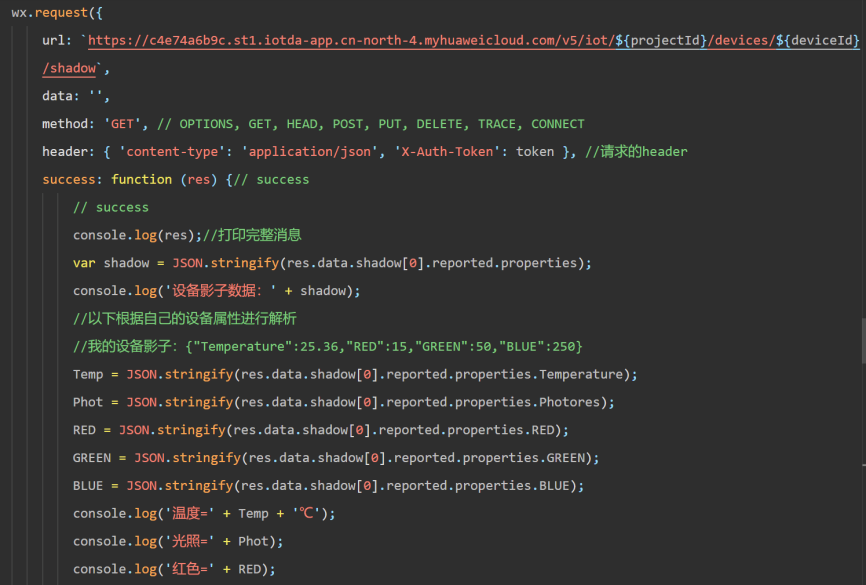 wx.request({
url: `https://c4e74a6b9c.st1.iotda-app.cn-north-4.myhuaweicloud.com/v5/iot/${projectId}/devices/${deviceId}
/shadow`,
data: '',
method: 'GET', // OPTIONS, GET, HEAD, POST, PUT, DELETE, TRACE, CONNECT
header: { 'content-type': 'application/json', 'X-Auth-Token': token }, //请求的header
success: function (res) {// success
// success
console.log(res);//打印完整消息
var shadow = JSON.stringify(res.data.shadow[0].reported.properties);
console.log('设备影子数据：' + shadow);
//以下根据自己的设备属性进行解析
//我的设备影子：{"Temperature":25.36,"RED":15,"GREEN":50,"BLUE":250}
Temp = JSON.stringify(res.data.shadow[0].reported.properties.Temperature);
Phot = JSON.stringify(res.data.shadow[0].reported.properties.Photores);
RED = JSON.stringify(res.data.shadow[0].reported.properties.RED);
GREEN = JSON.stringify(res.data.shadow[0].reported.properties.GREEN);
BLUE = JSON.stringify(res.data.shadow[0].reported.properties.BLUE);
console.log('温度=' + Temp + '℃');
console.log('光照=' + Phot);
console.log('红色=' + RED);